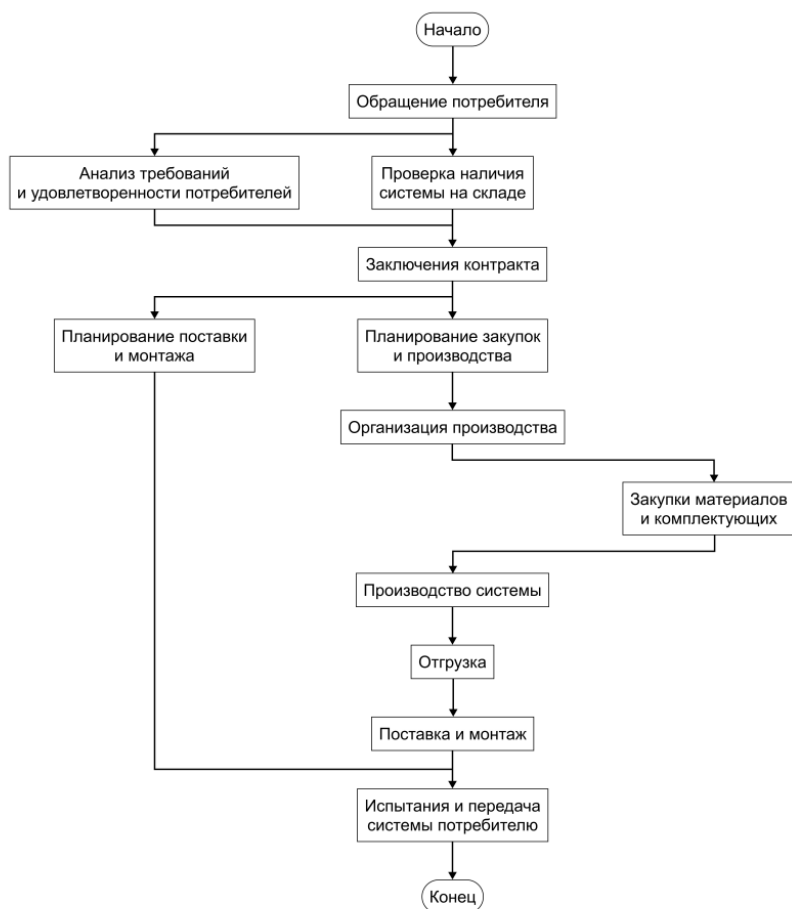 Начало
Обращение потребителя
Анализ требований
и удовлетворенности потребителей
Проверка наличия
системы на складе
Заключения контракта
Планирование поставки
и монтажа
Планирование закупок
и производства
Организация производства
Закупки материалов
и комплектующих
Производство системы
Отгрузка
Поставка и монтаж
Испытания и передача
системы потребителю
Конец